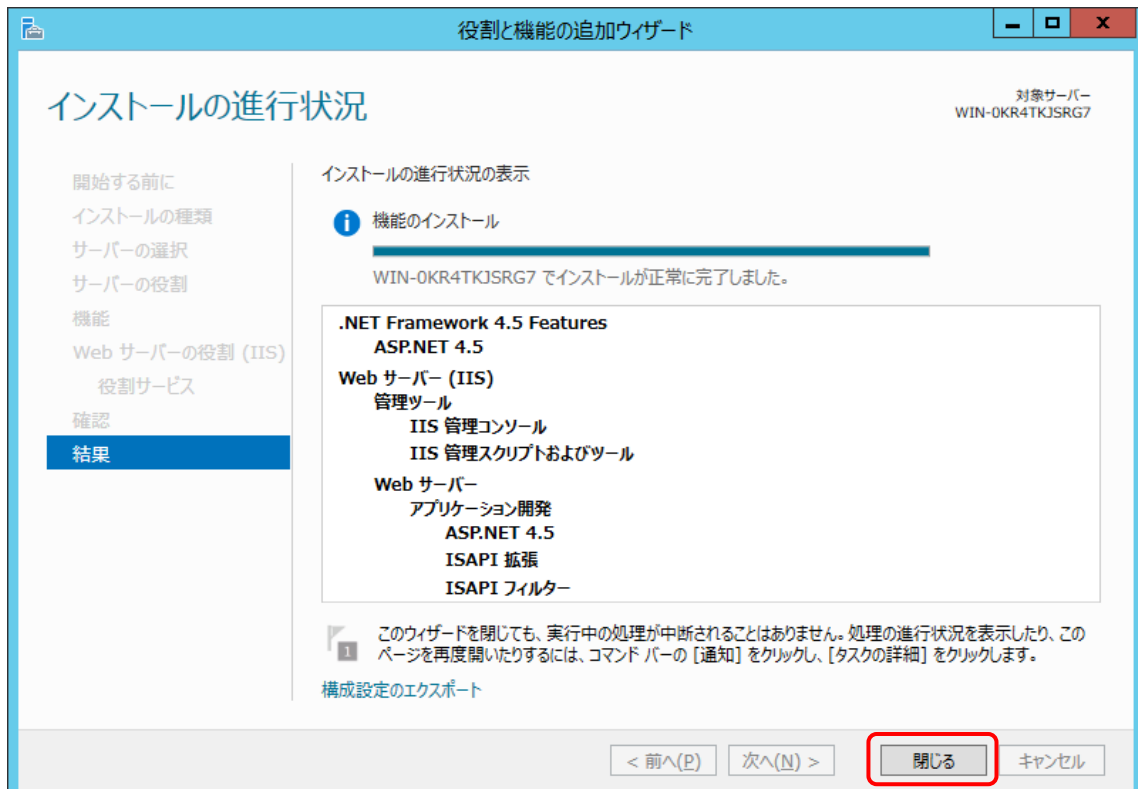 役割と機能の追加ウィザード
インストールの進行状況
対象サーバー
WIN-0KR4TKJSRG7
開始する前に
インストールの種類
サーバーの選択
サーバーの役割
機能
Web サーバーの役割 (IIS)
役割サービス
確認
結果
インストールの進行状況の表示
機能のインストール
WIN-0KR4TKJSRG7 でインストールが正常に完了しました。
.NET Framework 4.5 Features
ASP.NET 4.5
Web サーバー (IIS)
管理ツール
IIS 管理コンソール
IIS 管理スクリプトおよびツール
Web サーバー
アプリケーション開発
ASP.NET 4.5
ISAPI 拡張
ISAPI フィルター
1
このウィザードを閉じても、実行中の処理が中断されることはありません。処理の進行状況を表示したり、この
ページを再度開いたりするには、コマンド バーの [通知] をクリックし、[タスクの詳細] をクリックします。
構成設定のエクスポート
< 前へ(P) 次へ(N) > 閉じる キャンセル